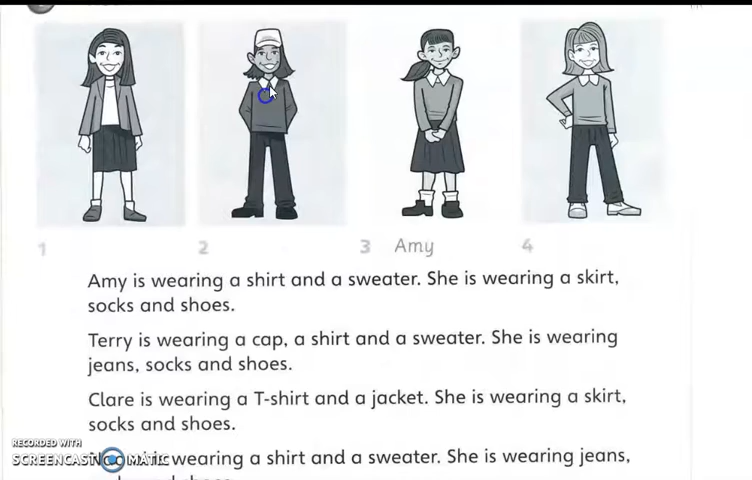 1
2
3 Amy
4
Amy is wearing a shirt and a sweater. She is wearing a skirt,
socks and shoes.
Terry is wearing a cap, a shirt and a sweater. She is wearing
jeans, socks and shoes.
Clare is wearing a T-shirt and a jacket. She is wearing a skirt,
socks and shoes.
is wearing a shirt and a sweater. She is wearing jeans,
RECORDED WITH
SCREENCAST-O-MATIC